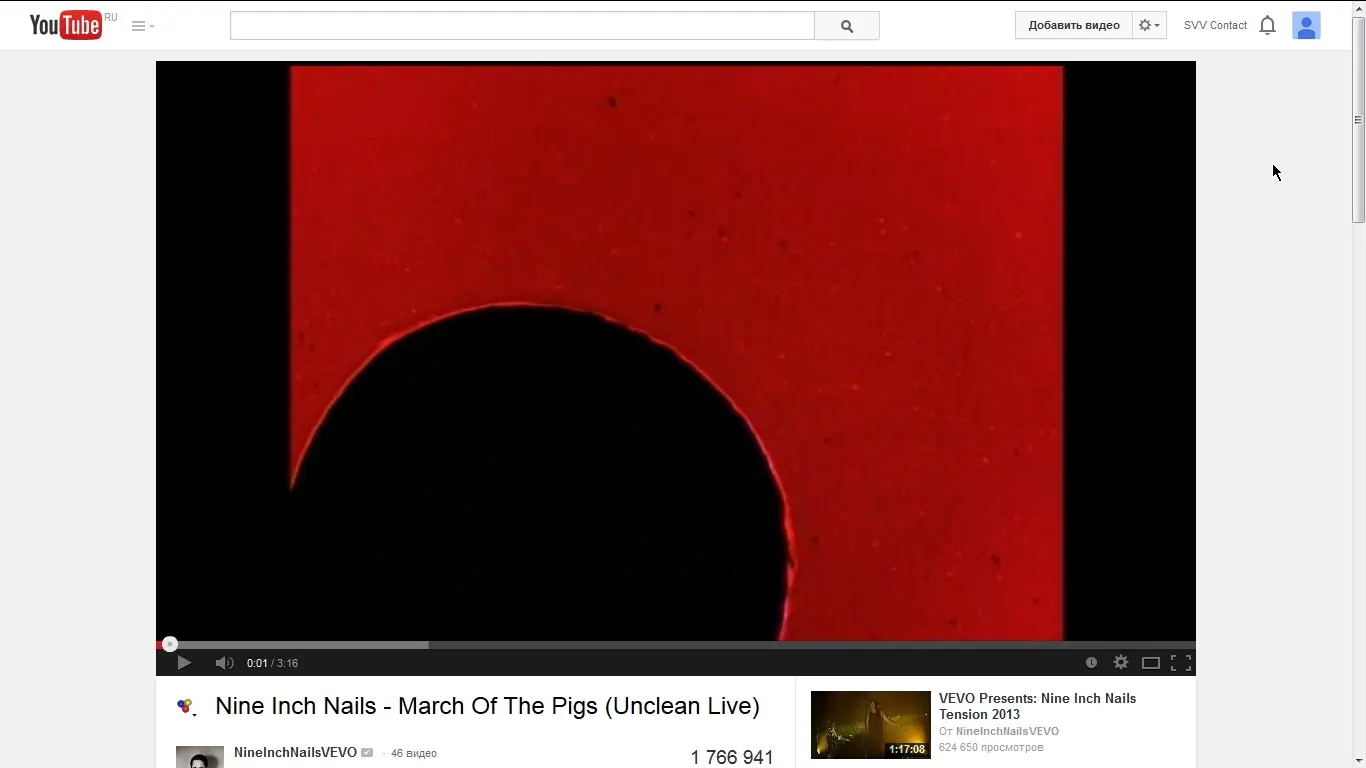 YouTube RU
Добавить видео
SVV Contact
0:01 / 3:16
Nine Inch Nails - March Of The Pigs (Unclean Live)
NineInchNailsVEVO · 46 видео
1 766 941
1:17:08
VEVO Presents: Nine Inch Nails
Tension 2013
От NineInchNailsVEVO
624 650 просмотров